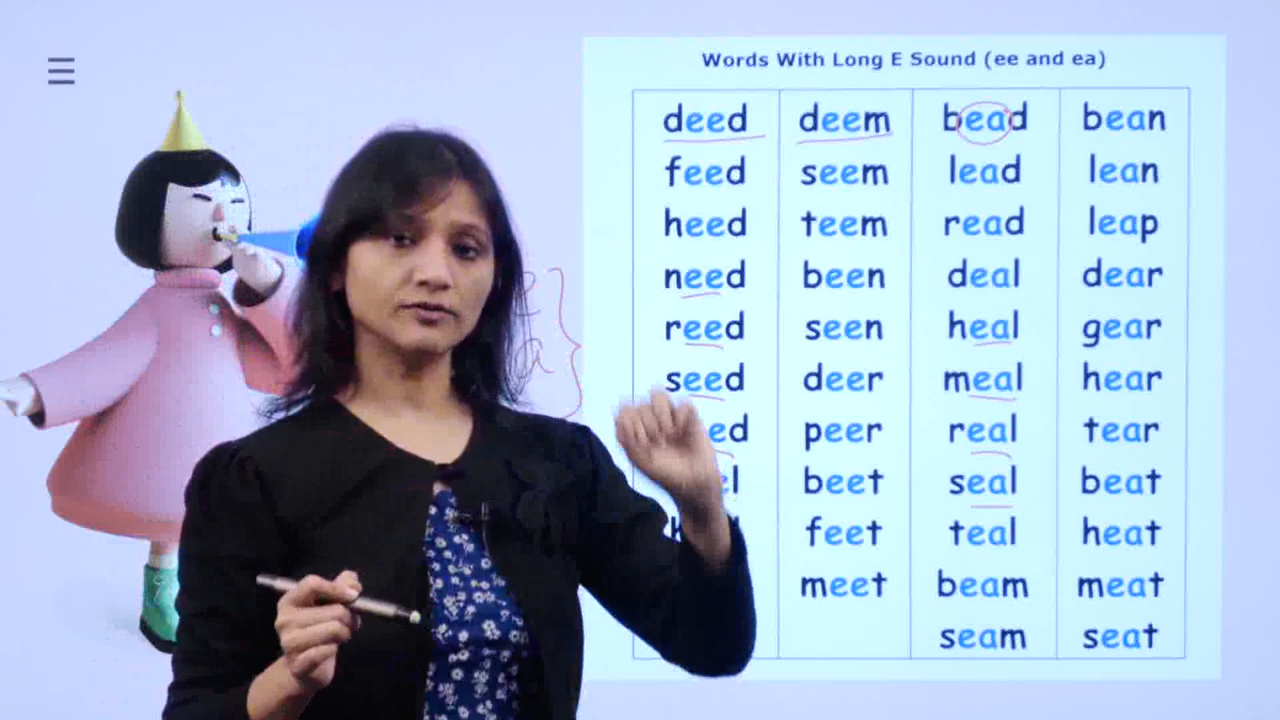 Words With Long E Sound (ee and ea)
deed deem bead bean
feed seem lead lean
heed teem read leap
need been deal dear
reed seen heal gear
seed deer meal hear
peer real tear
beet seal beat
feet teal heat
meet beam meat
seam seat